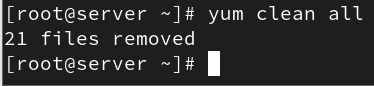 [root@server ~]# yum clean all
21 files removed
[root@server ~]#